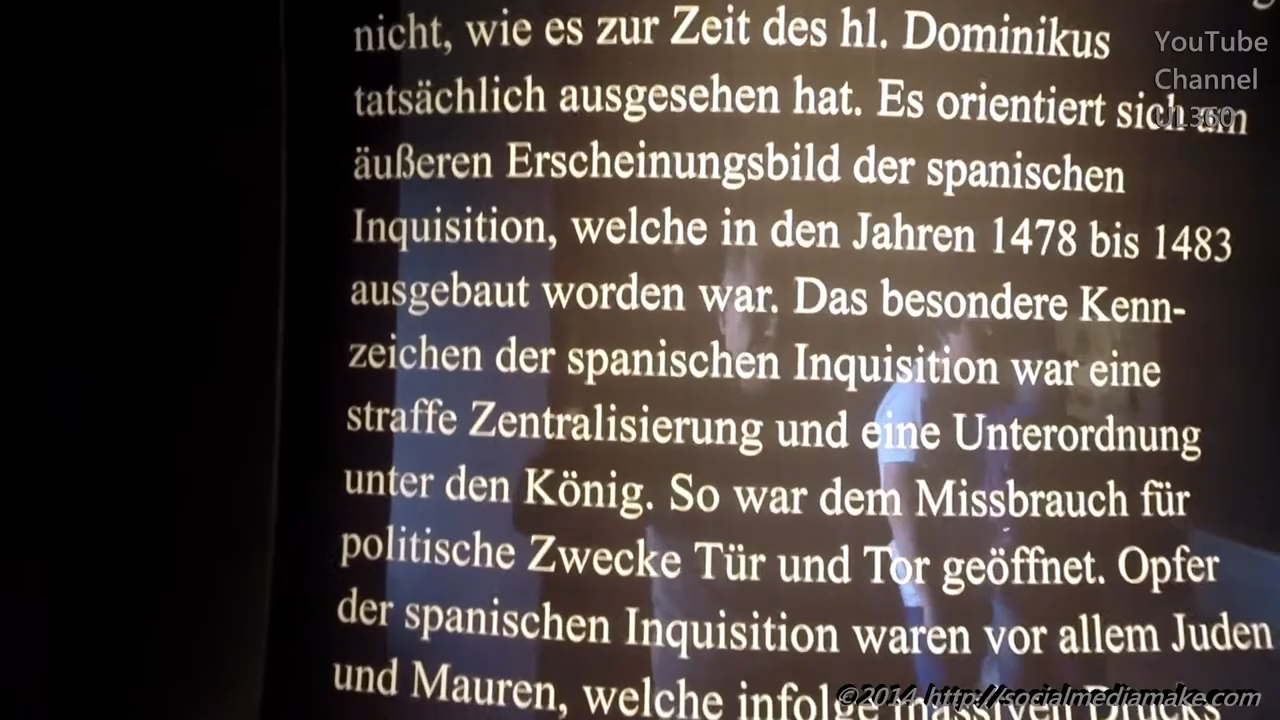 nicht, wie es zur Zeit des hl. Dominikus
tatsächlich ausgesehen hat. Es orientiert sich am
äußeren Erscheinungsbild der spanischen
Inquisition, welche in den Jahren 1478 bis 1483
ausgebaut worden war. Das besondere Kenn-
zeichen der spanischen Inquisition war eine
straffe Zentralisierung und eine Unterordnung
unter den König. So war dem Missbrauch für
politische Zwecke Tür und Tor geöffnet. Opfer
der spanischen Inquisition waren vor allem Juden
und Mauren, welche infolge massiven Drucks
YouTube
Channel
UL360
©2014 http://socialmediamake.com